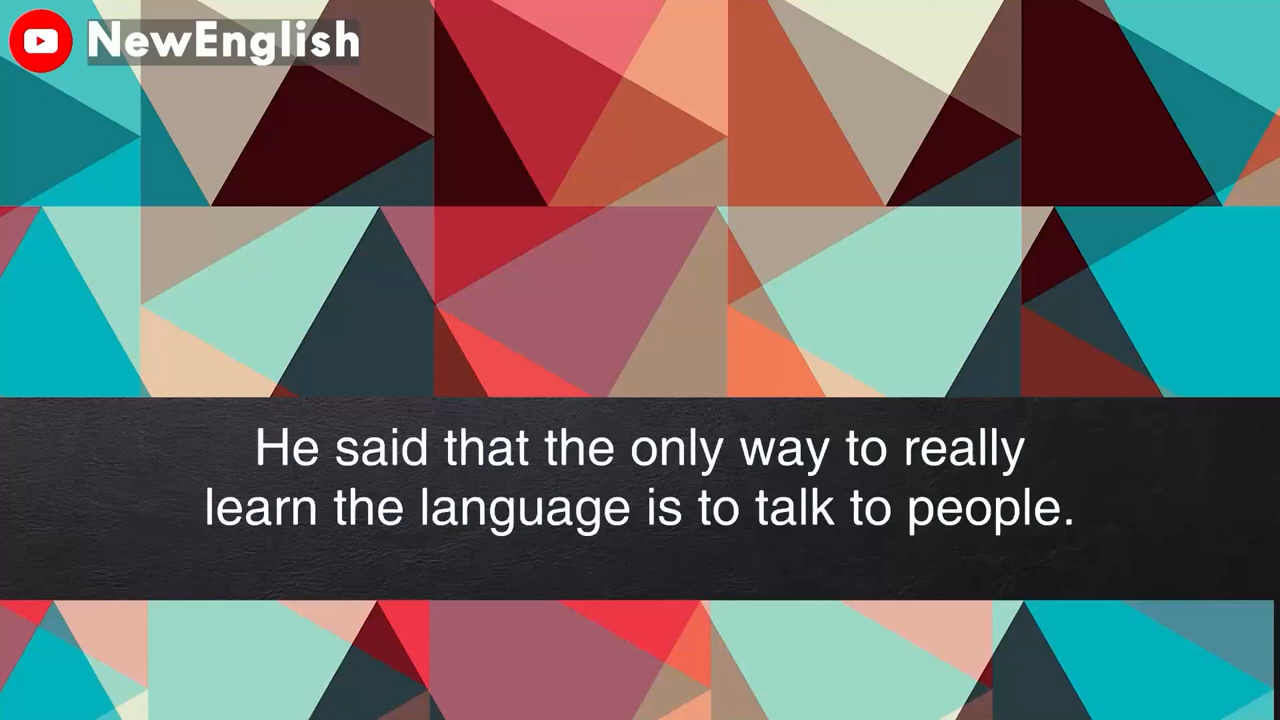 NewEnglish
He said that the only way to really
learn the language is to talk to people.